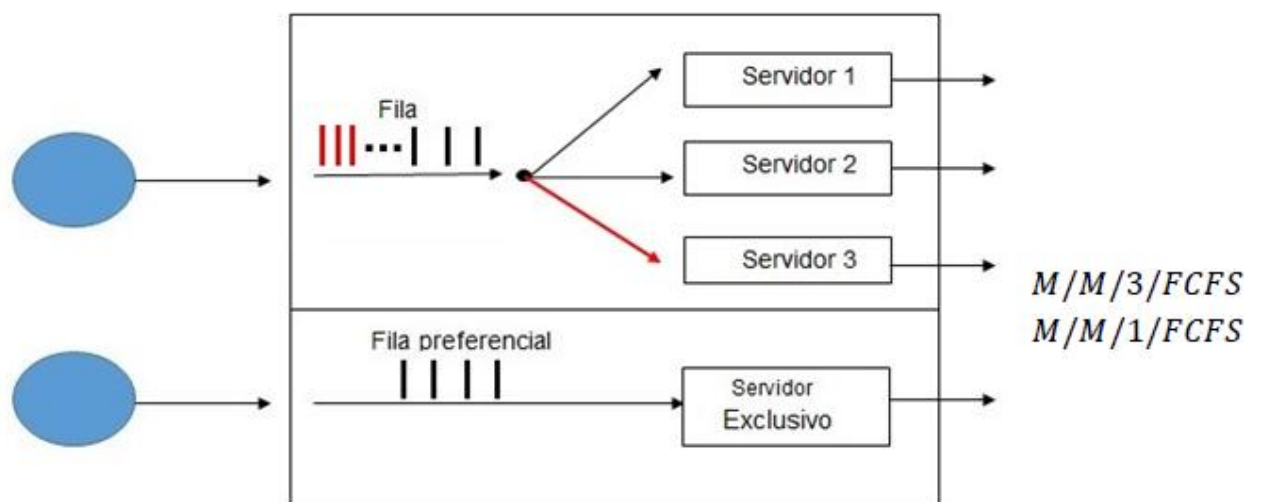 Fila
Servidor 1
Servidor 2
Servidor 3
M/M/3/FCFS
M/M/1/FCFS
Fila preferencial
Servidor
Exclusivo